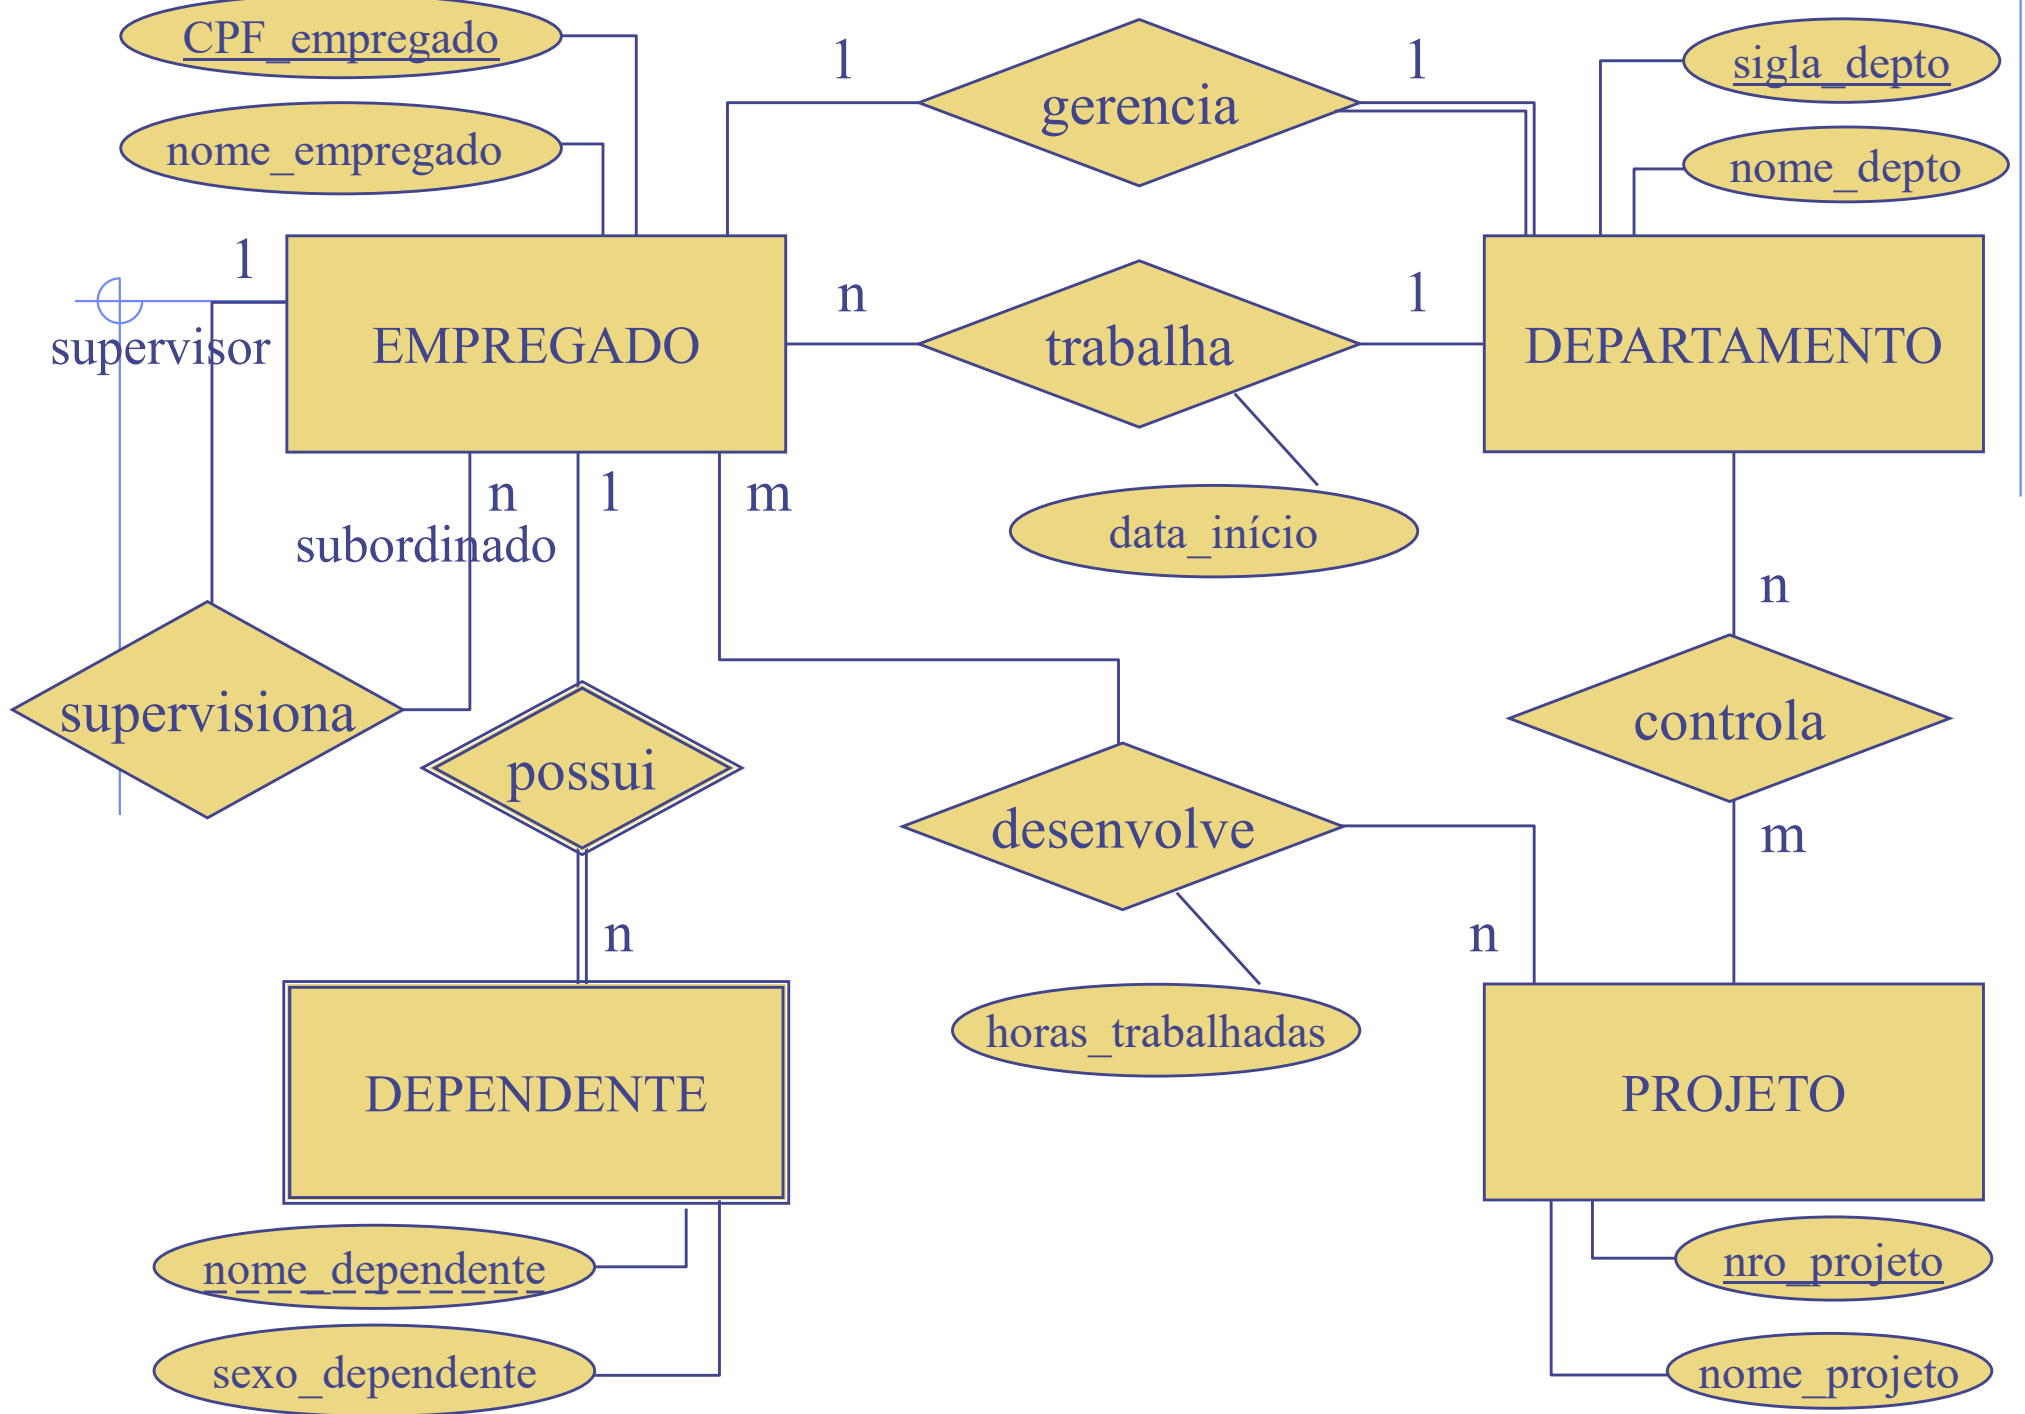 CPF_empregado
1
1
sigla_depto
gerencia
nome_empregado
nome_depto
1
n
1
supervisor
EMPREGADO
trabalha
DEPARTAMENTO
n
1
m
subordinado
data_início
n
supervisiona
controla
possui
desenvolve
m
n
n
horas_trabalhadas
DEPENDENTE
PROJETO
nome_dependente
nro_projeto
sexo_dependente
nome_projeto